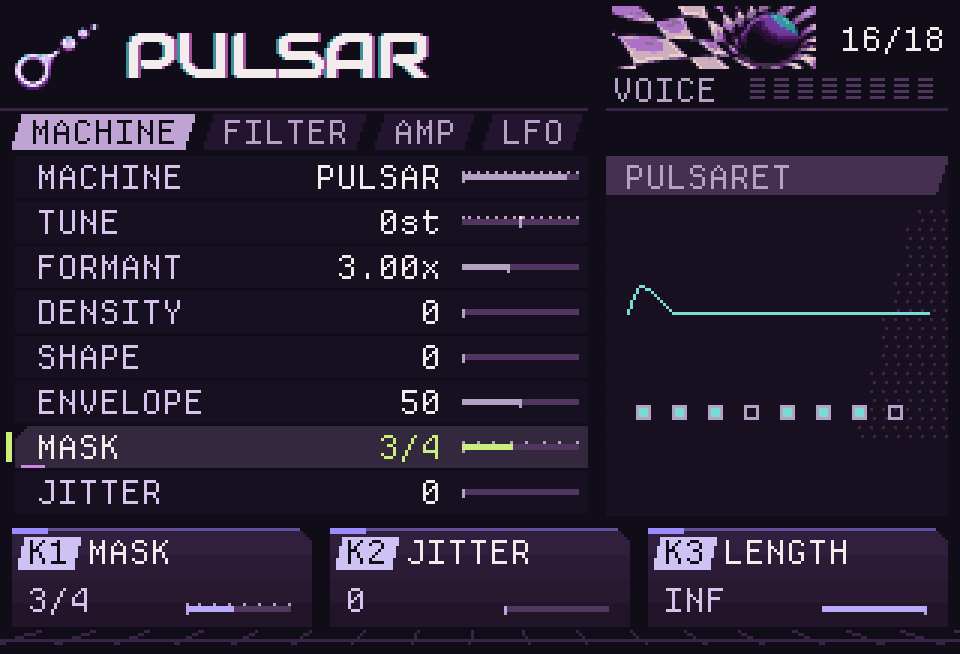 PULSAR
16/18
VOICE
MACHINE FILTER AMP LFO
MACHINE PULSAR
TUNE 0st
FORMANT 3.00x
DENSITY 0
SHAPE 0
ENVELOPE 50
MASK 3/4
JITTER 0
PULSARET
K1 MASK
3/4
K2 JITTER
0
K3 LENGTH
INF